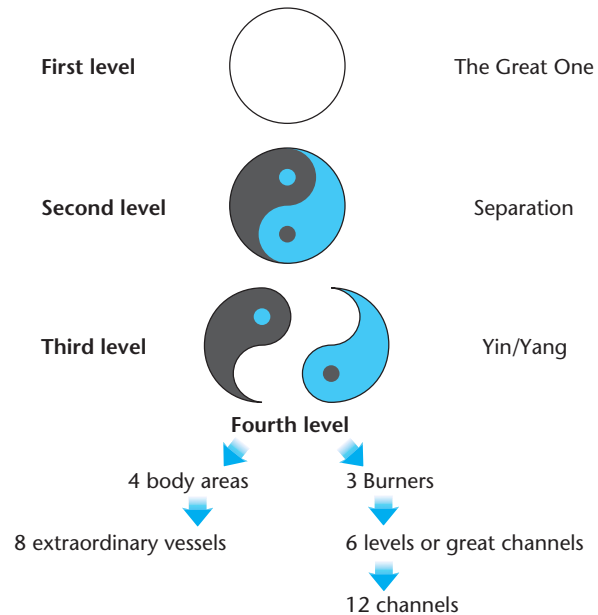 First level
The Great One
Second level
Separation
Third level
Yin/Yang
Fourth level
4 body areas
3 Burners
8 extraordinary vessels
6 levels or great channels
12 channels